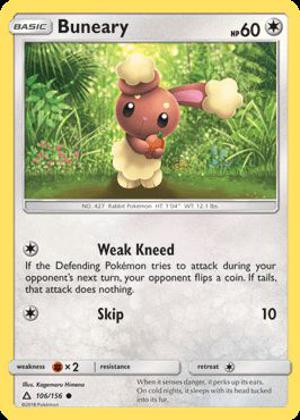 BASIC Buneary HP60
NO. 427 Rabbit Pokémon HT: 1'04" WT: 12.1 lbs.
Weak Kneed
If the Defending Pokémon tries to attack during your
opponent's next turn, your opponent flips a coin. If tails,
that attack does nothing.
Skip 10
weakness ×2 resistance retreat
Illus. Kagemaru Himeno
106/156
©2018 Pokémon
When it senses danger, it perks up its ears.
On cold nights, it sleeps with its head tucked
into its fur.